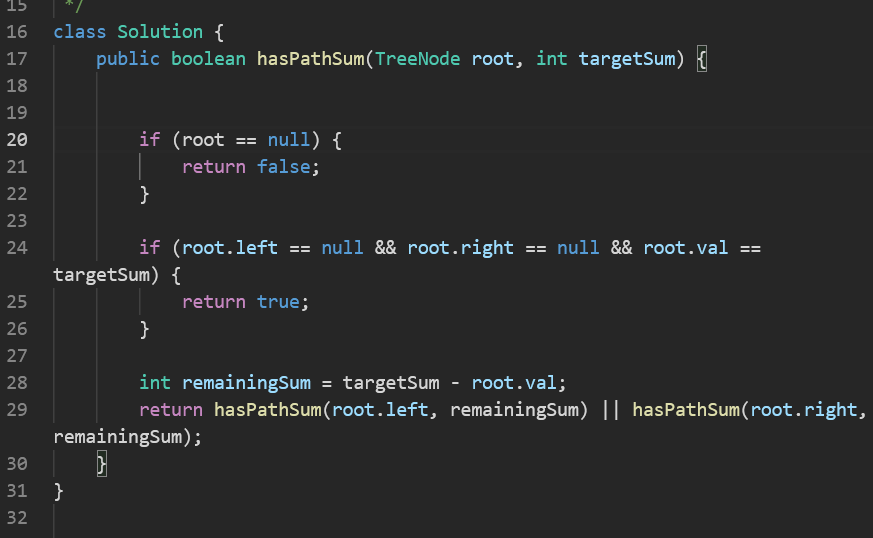 15  */
16 class Solution {
17     public boolean hasPathSum(TreeNode root, int targetSum) {
18
19
20         if (root == null) {
21             return false;
22         }
23
24         if (root.left == null && root.right == null && root.val ==
targetSum) {
25             return true;
26         }
27
28         int remainingSum = targetSum - root.val;
29         return hasPathSum(root.left, remainingSum) || hasPathSum(root.right,
remainingSum);
30     }
31 }
32